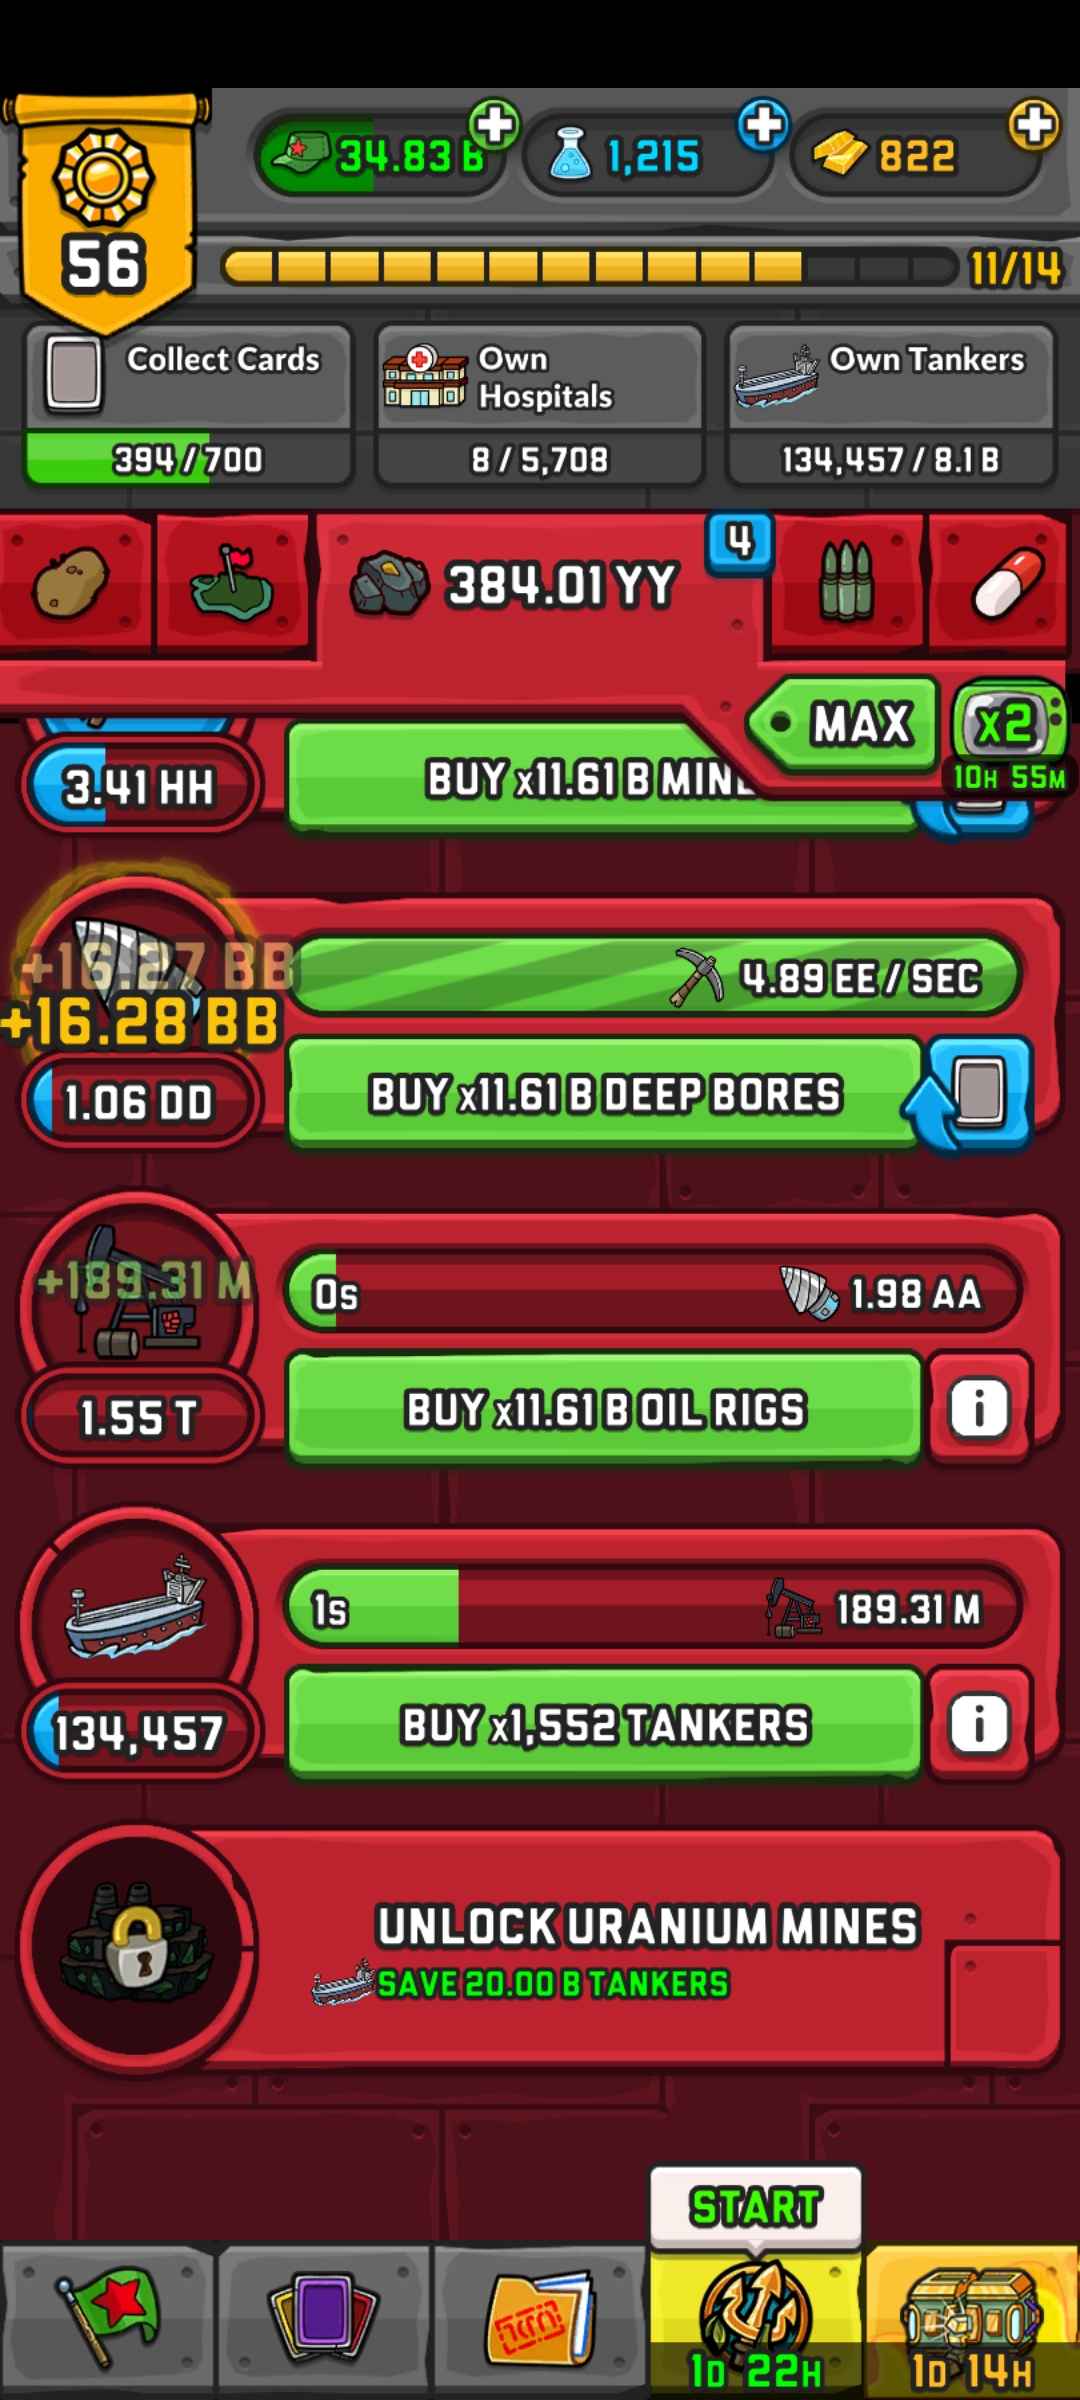 34.83 B
1,215
822
56
11/14
Collect Cards
394 / 700
Own
Hospitals
8 / 5,708
Own Tankers
134,457 / 8.1 B
384.01 YY
4
MAX
x2
10H 55M
3.41 HH
BUY x11.61 B
+16.27 BB
+16.28 BB
4.89 EE / SEC
1.06 DD
BUY x11.61 B DEEP BORES
+189.31 M
0s
1.98 AA
1.55 T
BUY x11.61 B OIL RIGS
i
1s
189.31 M
134,457
BUY x1,552 TANKERS
i
UNLOCK URANIUM MINES
SAVE 20.00 B TANKERS
START
1D 22H
1D 14H